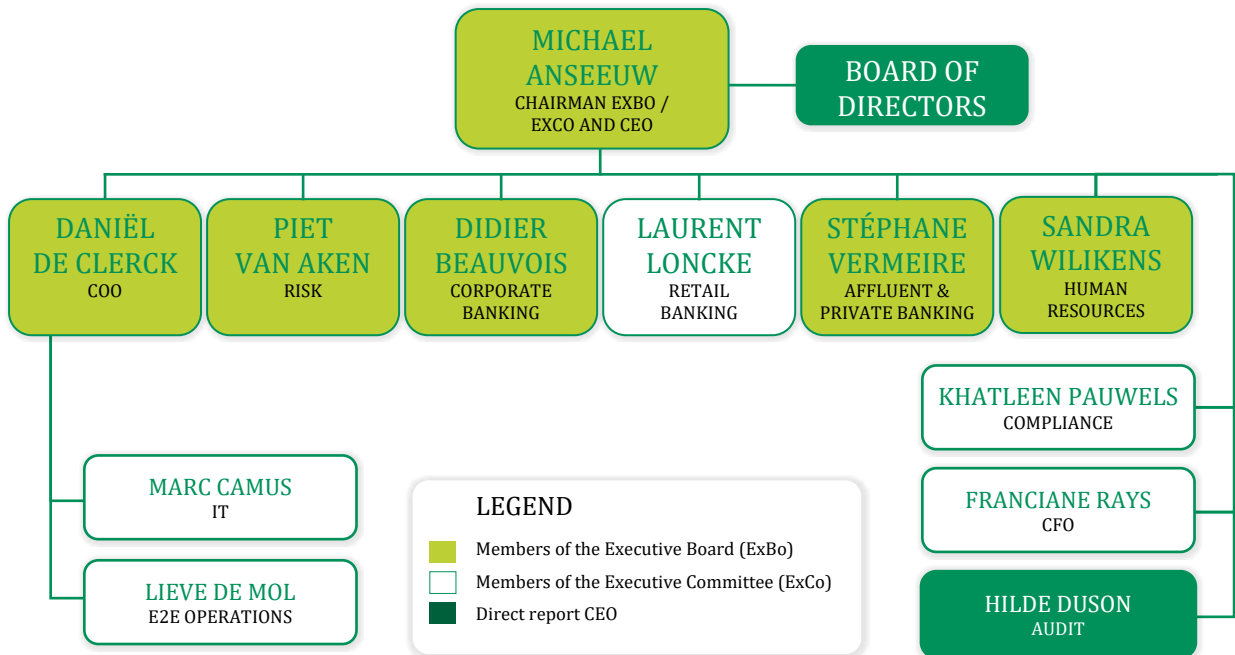 MICHAEL
ANSEEUW
CHAIRMAN EXBO /
EXCO AND CEO
BOARD OF
DIRECTORS
DANIËL
DE CLERCK
COO
PIET
VAN AKEN
RISK
DIDIER
BEAUVOIS
CORPORATE
BANKING
LAURENT
LONCKE
RETAIL
BANKING
STÉPHANE
VERMEIRE
AFFLUENT &
PRIVATE BANKING
SANDRA
WILIKENS
HUMAN
RESOURCES
KHATLEEN PAUWELS
COMPLIANCE
MARC CAMUS
IT
FRANCIANE RAYS
CFO
LIEVE DE MOL
E2E OPERATIONS
HILDE DUSON
AUDIT
LEGEND
Members of the Executive Board (ExBo)
Members of the Executive Committee (ExCo)
Direct report CEO